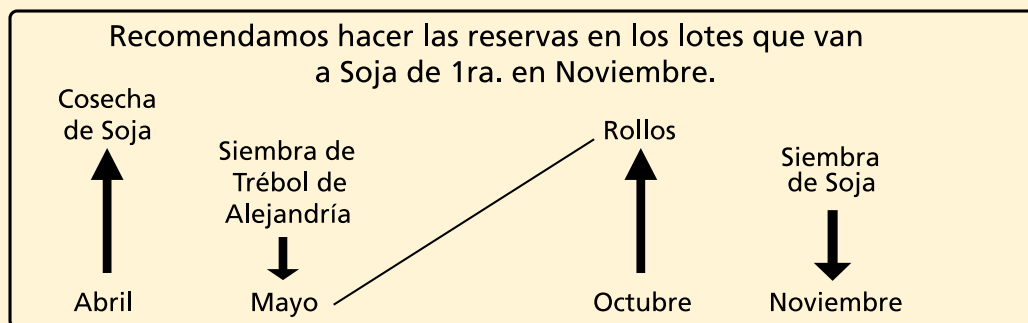 Recomendamos hacer las reservas en los lotes que van
a Soja de 1ra. en Noviembre.
Cosecha
de Soja
Siembra de
Trébol de
Alejandría
Rollos
Siembra
de Soja
Abril
Mayo
Octubre
Noviembre